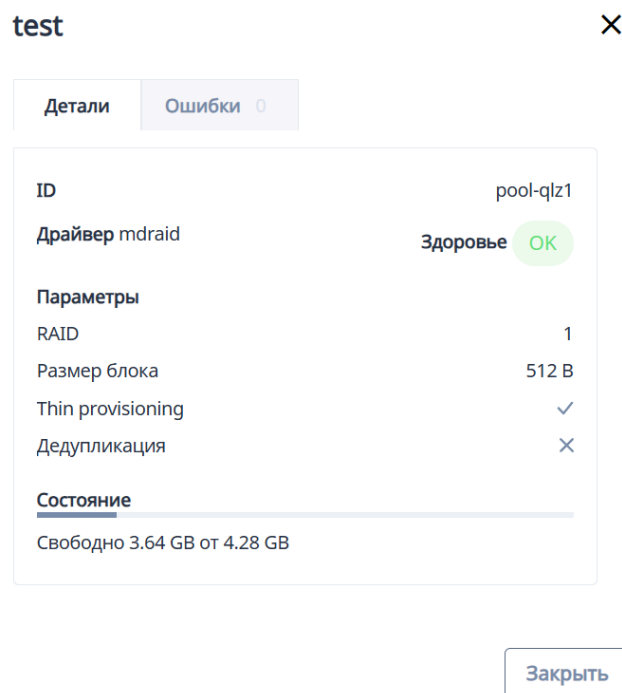 test
Детали
Ошибки 0
ID pool-qlz1
Драйвер mdraid Здоровье OK
Параметры
RAID 1
Размер блока 512 B
Thin provisioning
Дедупликация
Состояние
Свободно 3.64 GB от 4.28 GB
Закрыть